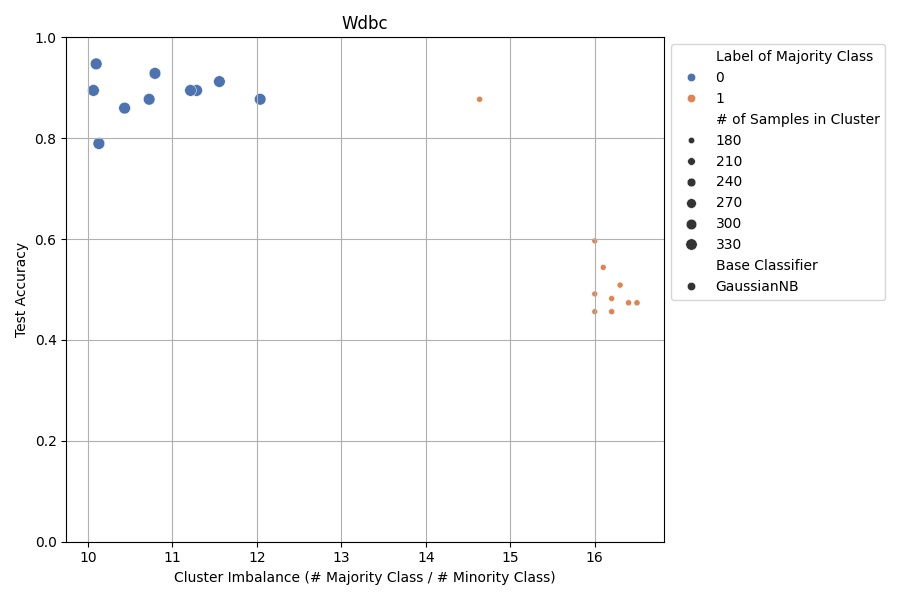 Wdbc
Test Accuracy
1.0
0.8
0.6
0.4
0.2
0.0
10 11 12 13 14 15 16
Cluster Imbalance (# Majority Class / # Minority Class)
Label of Majority Class
0
1
# of Samples in Cluster
180
210
240
270
300
330
Base Classifier
GaussianNB